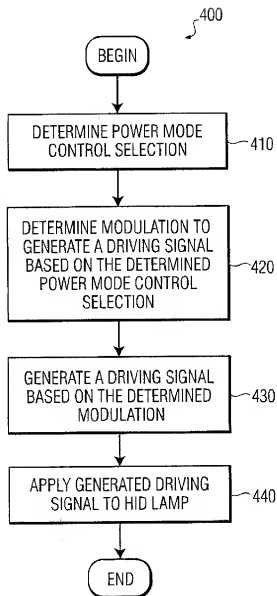 400
BEGIN
DETERMINE POWER MODE
CONTROL SELECTION
410
DETERMINE MODULATION TO
GENERATE A DRIVING SIGNAL
BASED ON THE DETERMINED
POWER MODE CONTROL
SELECTION
420
GENERATE A DRIVING SIGNAL
BASED ON THE DETERMINED
MODULATION
430
APPLY GENERATED DRIVING
SIGNAL TO HID LAMP
440
END